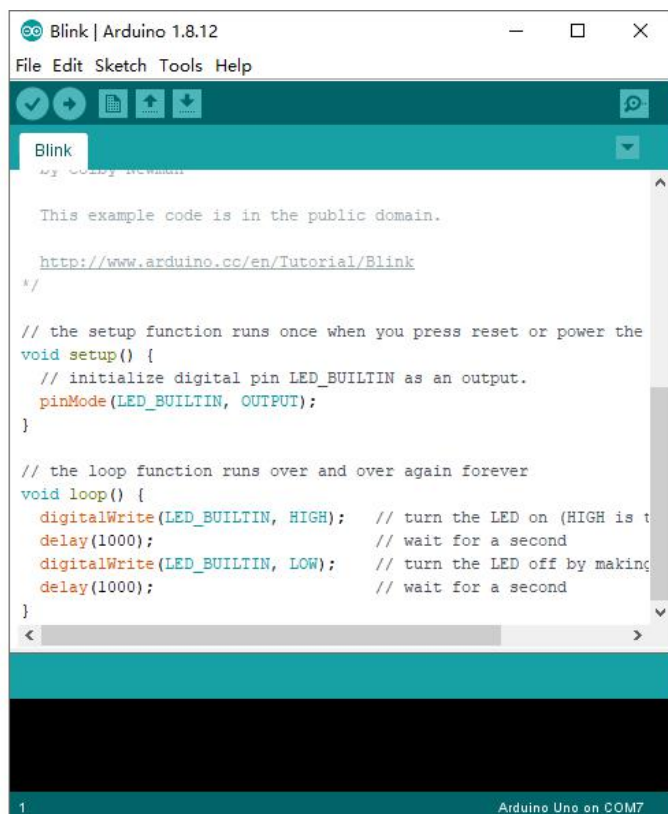 Blink | Arduino 1.8.12
File Edit Sketch Tools Help
Blink
by Colby Newman
This example code is in the public domain.
http://www.arduino.cc/en/Tutorial/Blink
*/
// the setup function runs once when you press reset or power the
void setup() {
// initialize digital pin LED_BUILTIN as an output.
pinMode(LED_BUILTIN, OUTPUT);
}
// the loop function runs over and over again forever
void loop() {
digitalWrite(LED_BUILTIN, HIGH); // turn the LED on (HIGH is t
delay(1000); // wait for a second
digitalWrite(LED_BUILTIN, LOW); // turn the LED off by making
delay(1000); // wait for a second
}
1 Arduino Uno on COM7